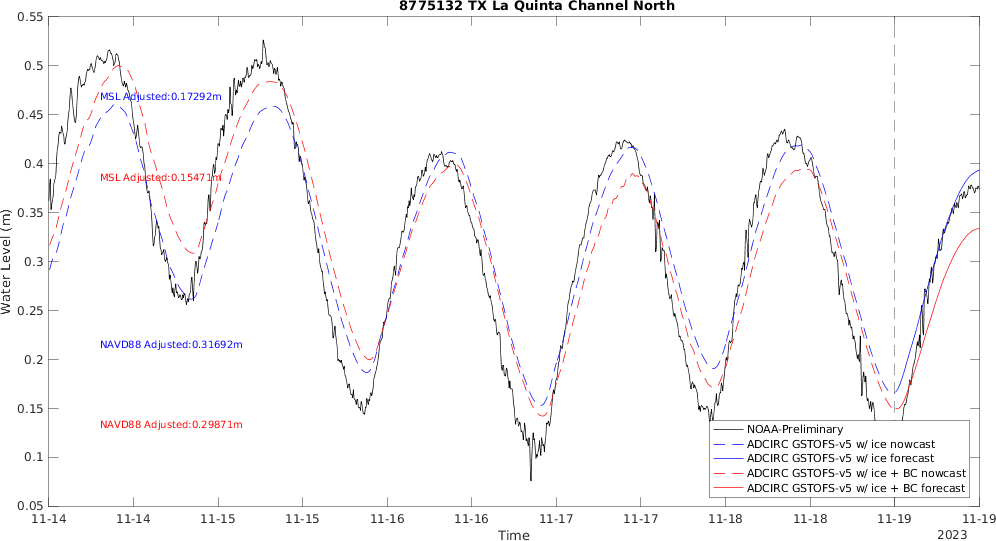 8775132 TX La Quinta Channel North
0.55
0.5
0.45
0.4
0.35
0.3
0.25
0.2
0.15
0.1
0.05
Water Level (m)
MSL Adjusted:0.17292m
MSL Adjusted:0.15471m
NAVD88 Adjusted:0.31692m
NAVD88 Adjusted:0.29871m
NOAA-Preliminary
ADCIRC GSTOFS-v5 w/ ice nowcast
ADCIRC GSTOFS-v5 w/ ice forecast
ADCIRC GSTOFS-v5 w/ ice + BC nowcast
ADCIRC GSTOFS-v5 w/ ice + BC forecast
11-14 11-14 11-15 11-15 11-16 11-16 11-17 11-17 11-18 11-18 11-19 11-19
Time
2023